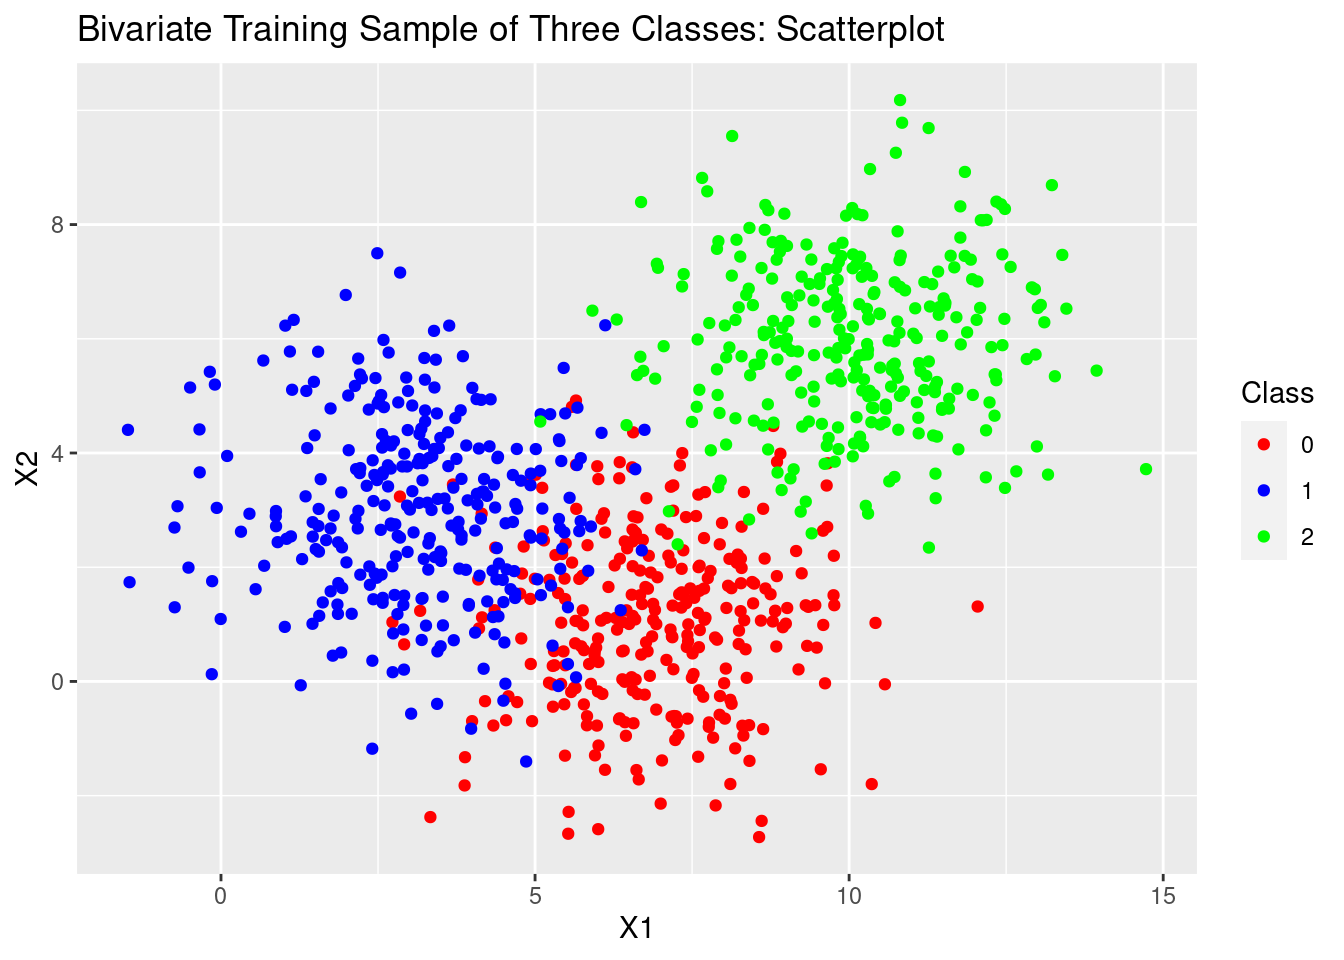 Bivariate Training Sample of Three Classes: Scatterplot
8
4
0
X2
0
5
10
15
X1
Class
0
1
2